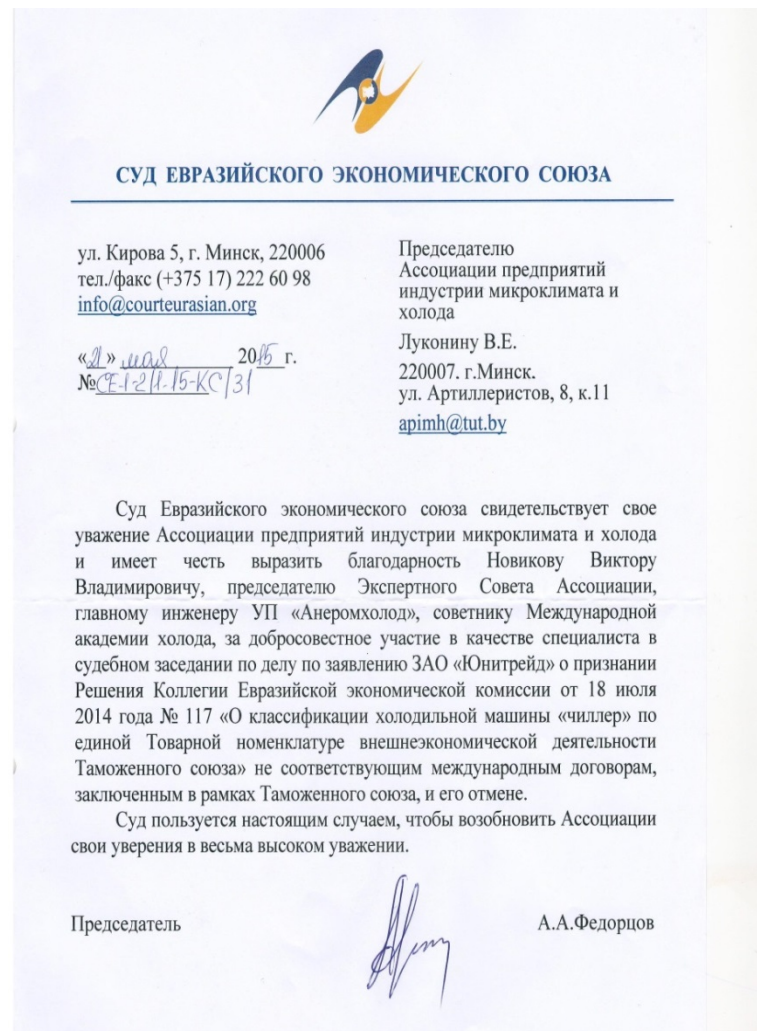 СУД ЕВРАЗИЙСКОГО ЭКОНОМИЧЕСКОГО СОЮЗА
ул. Кирова 5, г. Минск, 220006
тел./факс (+375 17) 222 60 98
info@courteurasian.org
«21» мая 2015 г.
№СЕ-1-2/1-15-КС/31
Председателю
Ассоциации предприятий
индустрии микроклимата и
холода
Луконину В.Е.
220007. г.Минск.
ул. Артиллеристов, 8, к.11
apimh@tut.by
Суд Евразийского экономического союза свидетельствует свое
уважение Ассоциации предприятий индустрии микроклимата и холода
и имеет честь выразить благодарность Новикову Виктору
Владимировичу, председателю Экспертного Совета Ассоциации,
главному инженеру УП «Анеромхолод», советнику Международной
академии холода, за добросовестное участие в качестве специалиста в
судебном заседании по делу по заявлению ЗАО «Юнитрейд» о признании
Решения Коллегии Евразийской экономической комиссии от 18 июля
2014 года № 117 «О классификации холодильной машины «чиллер» по
единой Товарной номенклатуре внешнеэкономической деятельности
Таможенного союза» не соответствующим международным договорам,
заключенным в рамках Таможенного союза, и его отмене.
Суд пользуется настоящим случаем, чтобы возобновить Ассоциации
свои уверения в весьма высоком уважении.
Председатель А.А.Федорцов